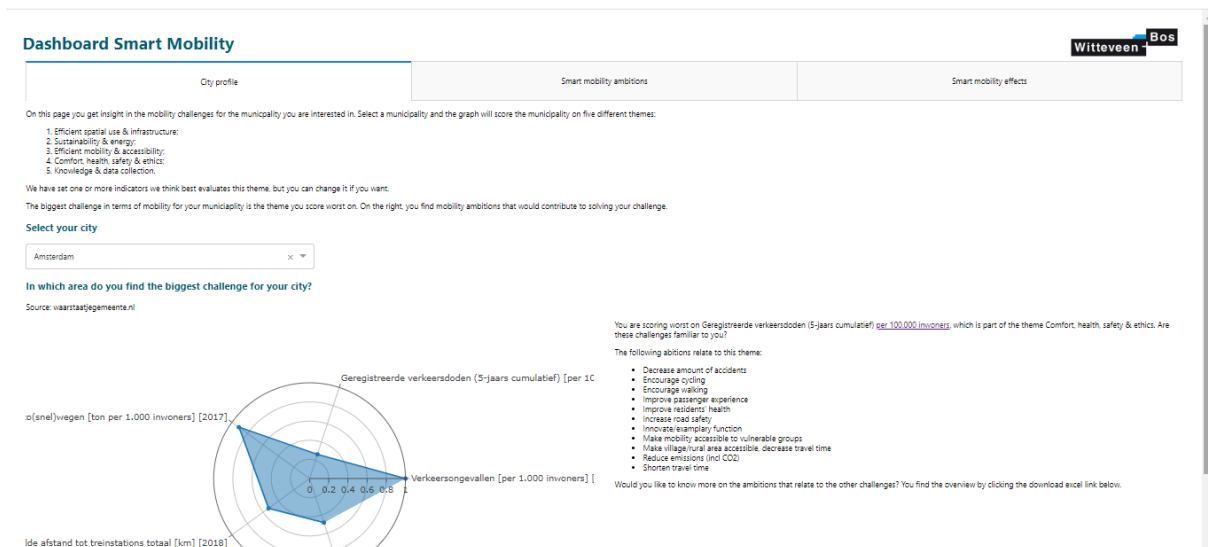 Dashboard Smart Mobility
Witteveen + Bos
City profile
Smart mobility ambitions
Smart mobility effects
On this page you get insight in the mobility challenges for the municpality you are interested in. Select a municipality and the graph will score the municipality on five different themes:
1. Efficient spatial use & infrastructure;
2. Sustainability & energy;
3. Efficient mobility & accessibility;
4. Comfort, health, safety & ethics;
5. Knowledge & data collection.
We have set one or more indicators we think best evaluates this theme, but you can change it if you want.
The biggest challenge in terms of mobility for your municiaplity is the theme you score worst on. On the right, you find mobility ambitions that would contribute to solving your challenge.
Select your city
Amsterdam
In which area do you find the biggest challenge for your city?
Source: waarstaatjegemeente.nl
You are scoring worst on Geregistreerde verkeersdoden (5-jaars cumulatief) per 100.000 inwoners, which is part of the theme Comfort, health, safety & ethics. Are
these challenges familiar to you?
The following abitions relate to this theme:
Decrease amount of accidents
Encourage cycling
Encourage walking
Improve passenger experience
Improve residents' health
Increase road safety
Innovate/examplary function
Make mobility accessible to vulnerable groups
Make village/rural area accessible, decrease travel time
Reduce emissions (incl CO2)
Shorten travel time
Would you like to know more on the ambitions that relate to the other challenges? You find the overview by clicking the download excel link below.
Geregistreerde verkeersdoden (5-jaars cumulatief) [per 10
o(snel)wegen [ton per 1.000 inwoners] [2017]
Verkeersongevallen [per 1.000 inwoners] [
0 0.2 0.4 0.6 0.8 1
lde afstand tot treinstations totaal [km] [2018]